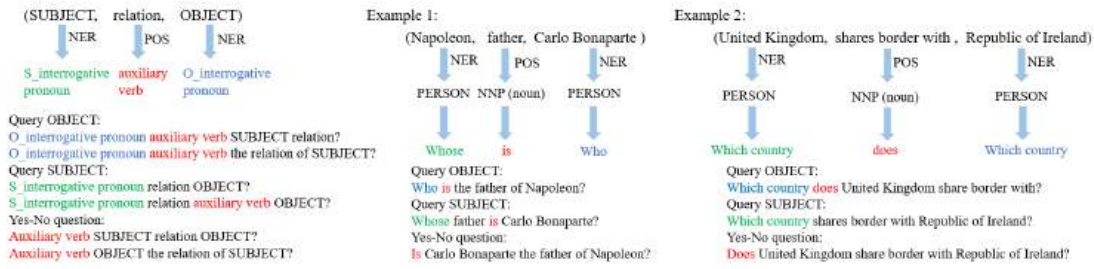 (SUBJECT, relation, OBJECT)
NER POS NER
S_interrogative pronoun
auxiliary verb
O_interrogative pronoun
Query OBJECT:
O_interrogative pronoun auxiliary verb SUBJECT relation?
O_interrogative pronoun auxiliary verb the relation of SUBJECT?
Query SUBJECT:
S_interrogative pronoun relation OBJECT?
S_interrogative pronoun relation auxiliary verb OBJECT?
Yes-No question:
Auxiliary verb SUBJECT relation OBJECT?
Auxiliary verb OBJECT the relation of SUBJECT?
Example 1:
(Napoleon, father, Carlo Bonaparte )
NER POS NER
PERSON NNP (noun) PERSON
Whose is Who
Query OBJECT:
Who is the father of Napoleon?
Query SUBJECT:
Whose father is Carlo Bonaparte?
Yes-No question:
Is Carlo Bonaparte the father of Napoleon?
Example 2:
(United Kingdom, shares border with , Republic of Ireland)
NER POS NER
PERSON NNP (noun) PERSON
Which country does Which country
Query OBJECT:
Which country does United Kingdom share border with?
Query SUBJECT:
Which country shares border with Republic of Ireland?
Yes-No question:
Does United Kingdom share border with Republic of Ireland?